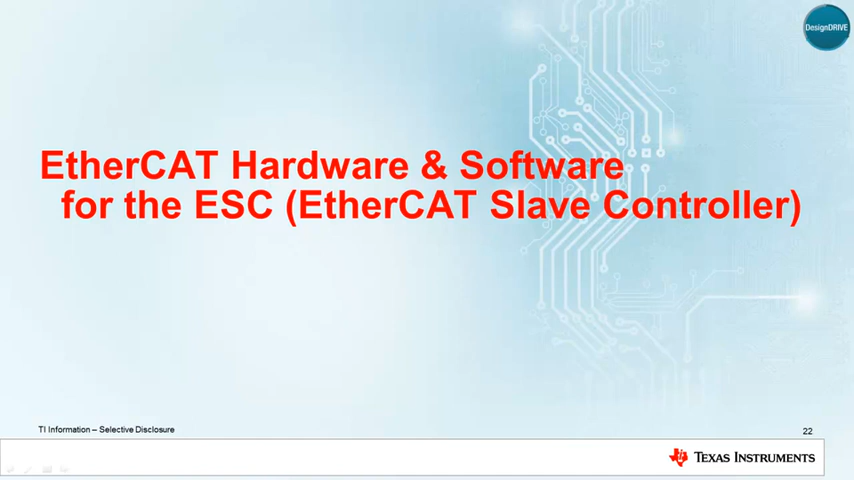 DesignDRIVE
EtherCAT Hardware & Software
for the ESC (EtherCAT Slave Controller)
TI Information – Selective Disclosure
22
TEXAS INSTRUMENTS